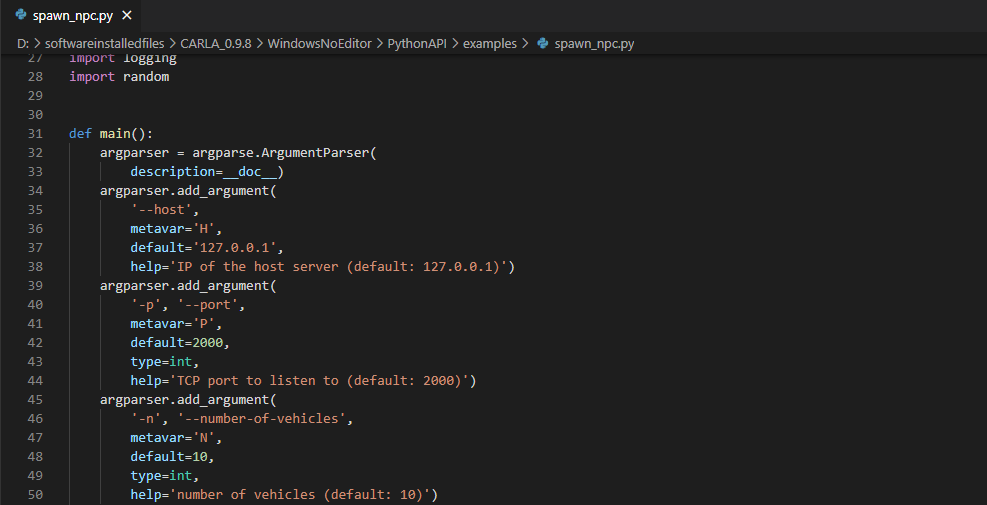 spawn_npc.py ×
D: > softwareinstalledfiles > CARLA_0.9.8 > WindowsNoEditor > PythonAPI > examples > spawn_npc.py
27 import logging
28 import random
29
30
31 def main():
32     argparser = argparse.ArgumentParser(
33         description=__doc__)
34     argparser.add_argument(
35         '--host',
36         metavar='H',
37         default='127.0.0.1',
38         help='IP of the host server (default: 127.0.0.1)')
39     argparser.add_argument(
40         '-p', '--port',
41         metavar='P',
42         default=2000,
43         type=int,
44         help='TCP port to listen to (default: 2000)')
45     argparser.add_argument(
46         '-n', '--number-of-vehicles',
47         metavar='N',
48         default=10,
49         type=int,
50         help='number of vehicles (default: 10)')